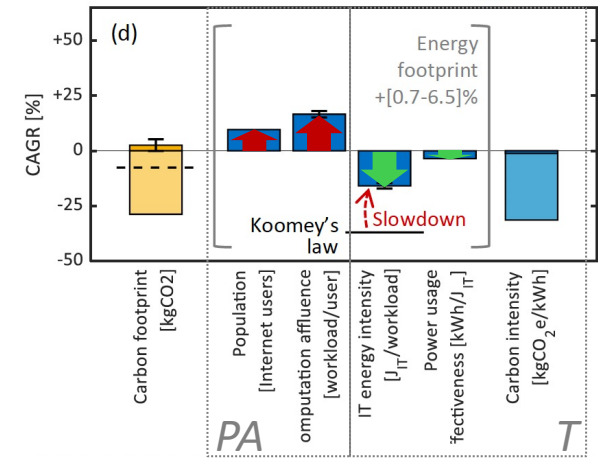 (d)
Energy
footprint
+[0.7-6.5]%
CAGR [%]
+50
+25
0
-25
-50
Koomey's
law
Slowdown
Carbon footprint
[kgCO2]
Population
[Internet users]
omputation affluence
[workload/user]
IT energy intensity
[J_IT/workload]
Power usage
fectiveness [kWh/J_IT]
Carbon intensity
[kgCO_2 e/kWh]
PA
T